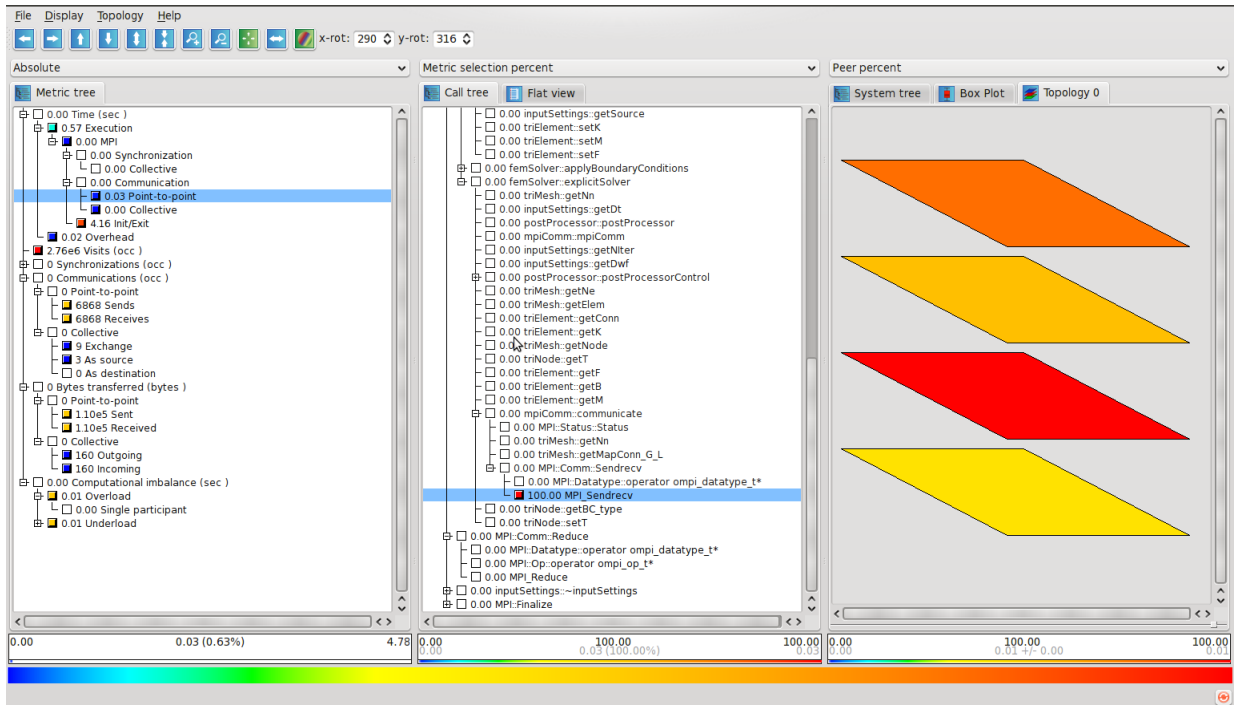 File Display Topology Help
x-rot: 290 y-rot: 316
Absolute
Metric tree
0.00 Time (sec )
0.57 Execution
0.00 MPI
0.00 Synchronization
0.00 Collective
0.00 Communication
0.03 Point-to-point
0.00 Collective
4.16 Init/Exit
0.02 Overhead
2.76e6 Visits (occ )
0 Synchronizations (occ )
0 Communications (occ )
0 Point-to-point
6868 Sends
6868 Receives
0 Collective
9 Exchange
3 As source
0 As destination
0 Bytes transferred (bytes )
0 Point-to-point
1.10e5 Sent
1.10e5 Received
0 Collective
160 Outgoing
160 Incoming
0.00 Computational imbalance (sec )
0.01 Overload
0.00 Single participant
0.01 Underload
0.00 0.03 (0.63%) 4.78
Metric selection percent
Call tree Flat view
0.00 inputSettings::getSource
0.00 triElement::setK
0.00 triElement::setM
0.00 triElement::setF
0.00 femSolver::applyBoundaryConditions
0.00 femSolver::explicitSolver
0.00 triMesh::getNn
0.00 inputSettings::getDt
0.00 postProcessor::postProcessor
0.00 mpiComm::mpiComm
0.00 inputSettings::getNIter
0.00 inputSettings::getDwf
0.00 postProcessor::postProcessorControl
0.00 triMesh::getNe
0.00 triMesh::getElem
0.00 triElement::getConn
0.00 triElement::getK
0.00 triMesh::getNode
0.00 triNode::getT
0.00 triElement::getF
0.00 triElement::getB
0.00 triElement::getM
0.00 mpiComm::communicate
0.00 MPI::Status::Status
0.00 triMesh::getNn
0.00 triMesh::getMapConn_G_L
0.00 MPI::Comm::Sendrecv
0.00 MPI::Datatype::operator ompi_datatype_t*
100.00 MPI_Sendrecv
0.00 triNode::getBC_type
0.00 triNode::setT
0.00 MPI::Comm::Reduce
0.00 MPI::Datatype::operator ompi_datatype_t*
0.00 MPI::Op::operator ompi_op_t*
0.00 MPI_Reduce
0.00 inputSettings::~inputSettings
0.00 MPI::Finalize
0.00 100.00 100.00
0.00 0.03 (100.00%) 0.03
Peer percent
System tree Box Plot Topology 0
0.00 100.00 100.00
0.00 0.01 +/- 0.00 0.01